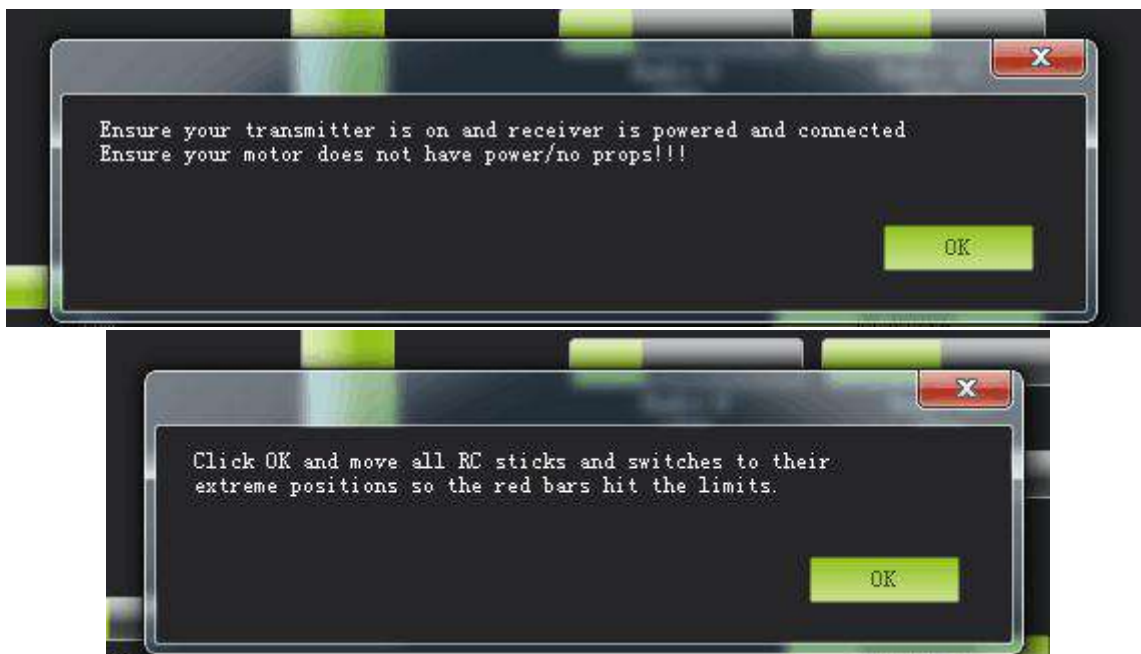 X
Ensure your transmitter is on and receiver is powered and connected
Ensure your motor does not have power/no props!!!
OK
X
Click OK and move all RC sticks and switches to their
extreme positions so the red bars hit the limits.
OK